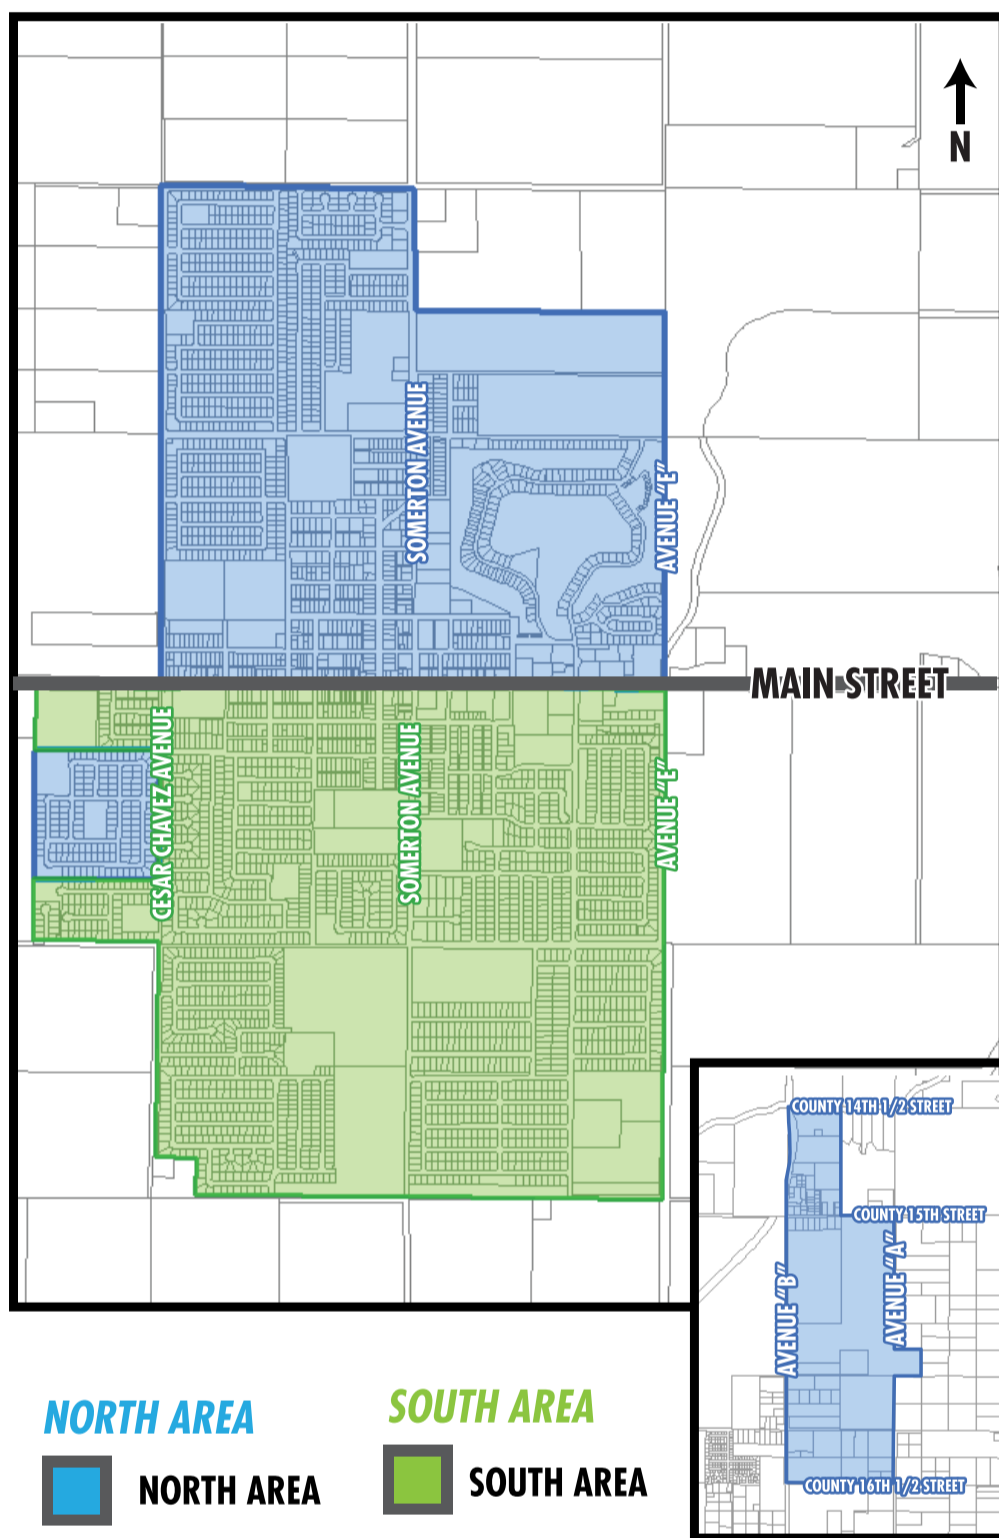 N
SOMERTON AVENUE
AVENUE "E"
MAIN STREET
CESAR CHAVEZ AVENUE
SOMERTON AVENUE
AVENUE "E"
COUNTY 14TH 1/2 STREET
COUNTY 15TH STREET
AVENUE "B"
AVENUE "A"
COUNTY 16TH 1/2 STREET
NORTH AREA
SOUTH AREA
NORTH AREA
SOUTH AREA